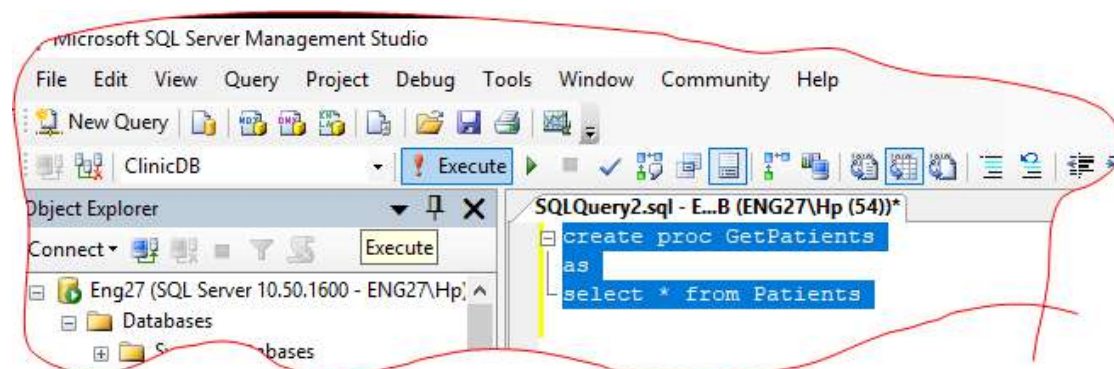 Microsoft SQL Server Management Studio
File Edit View Query Project Debug Tools Window Community Help
New Query
ClinicDB Execute
Object Explorer
SQLQuery2.sql - E...B (ENG27\Hp (54))*
Connect Execute
create proc GetPatients
as
select * from Patients
Eng27 (SQL Server 10.50.1600 - ENG27\Hp)
Databases